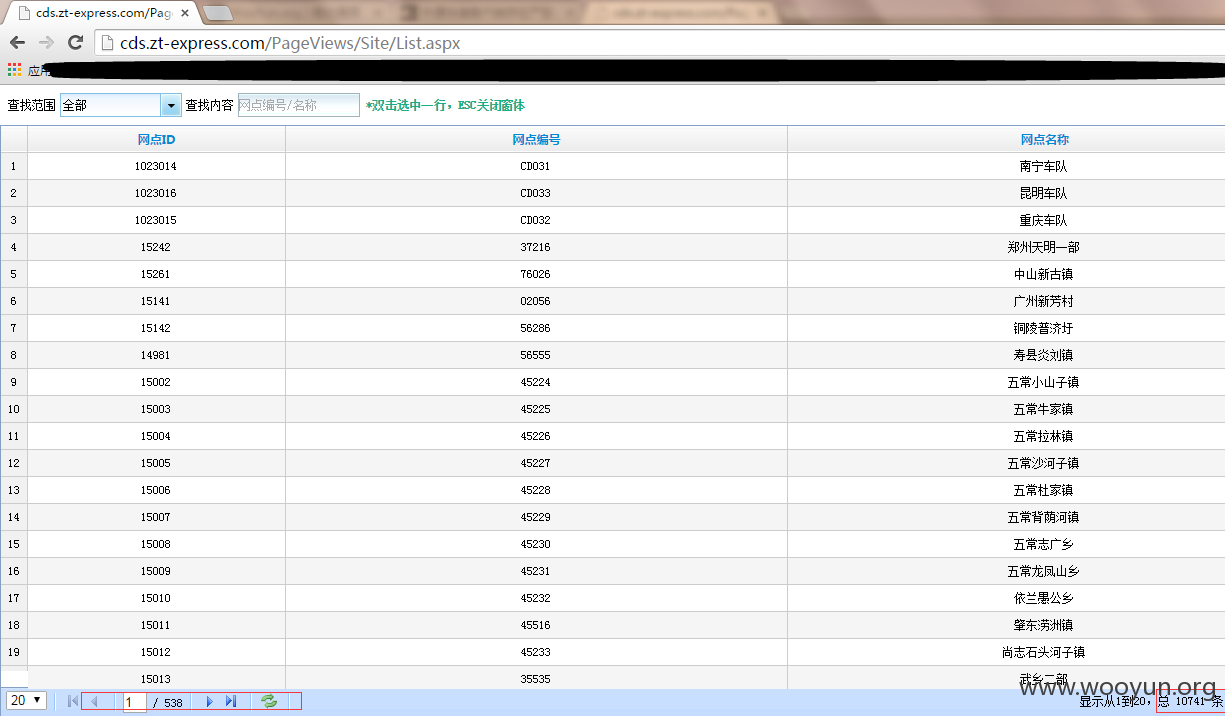 cds.zt-express.com/Pag
cds.zt-express.com/PageViews/Site/List.aspx
查找范围 全部 查找内容 网点编号/名称 *双击选中一行，ESC关闭窗体
网点ID 网点编号 网点名称
1 1023014 CD031 南宁车队
2 1023016 CD033 昆明车队
3 1023015 CD032 重庆车队
4 15242 37216 郑州天明一部
5 15261 76026 中山新古镇
6 15141 02056 广州新芳村
7 15142 56286 铜陵普济圩
8 14981 56555 寿县炎刘镇
9 15002 45224 五常小山子镇
10 15003 45225 五常牛家镇
11 15004 45226 五常拉林镇
12 15005 45227 五常沙河子镇
13 15006 45228 五常杜家镇
14 15007 45229 五常背荫河镇
15 15008 45230 五常志广乡
16 15009 45231 五常龙凤山乡
17 15010 45232 依兰愚公乡
18 15011 45516 肇东涝洲镇
19 15012 45233 尚志石头河子镇
15013 35535 武乡二部
www.wooyun.org
20 1 / 538 显示从1到20，总 10741 条